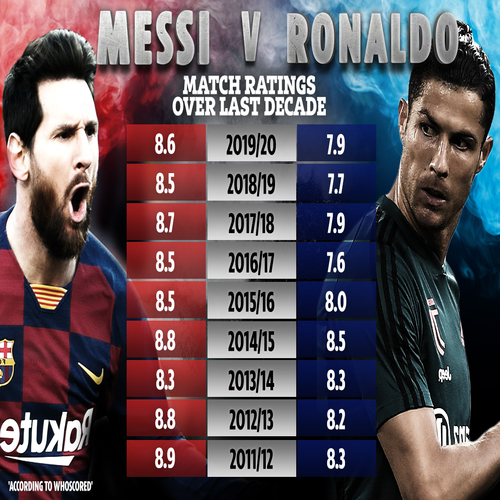 MESSI V RONALDO
MATCH RATINGS
OVER LAST DECADE
8.6 2019/20 7.9
8.5 2018/19 7.7
8.7 2017/18 7.9
8.5 2016/17 7.6
8.5 2015/16 8.0
8.8 2014/15 8.5
8.3 2013/14 8.3
8.8 2012/13 8.2
8.9 2011/12 8.3
Rakute
Jeep
'ACCORDING TO WHOSCORED'